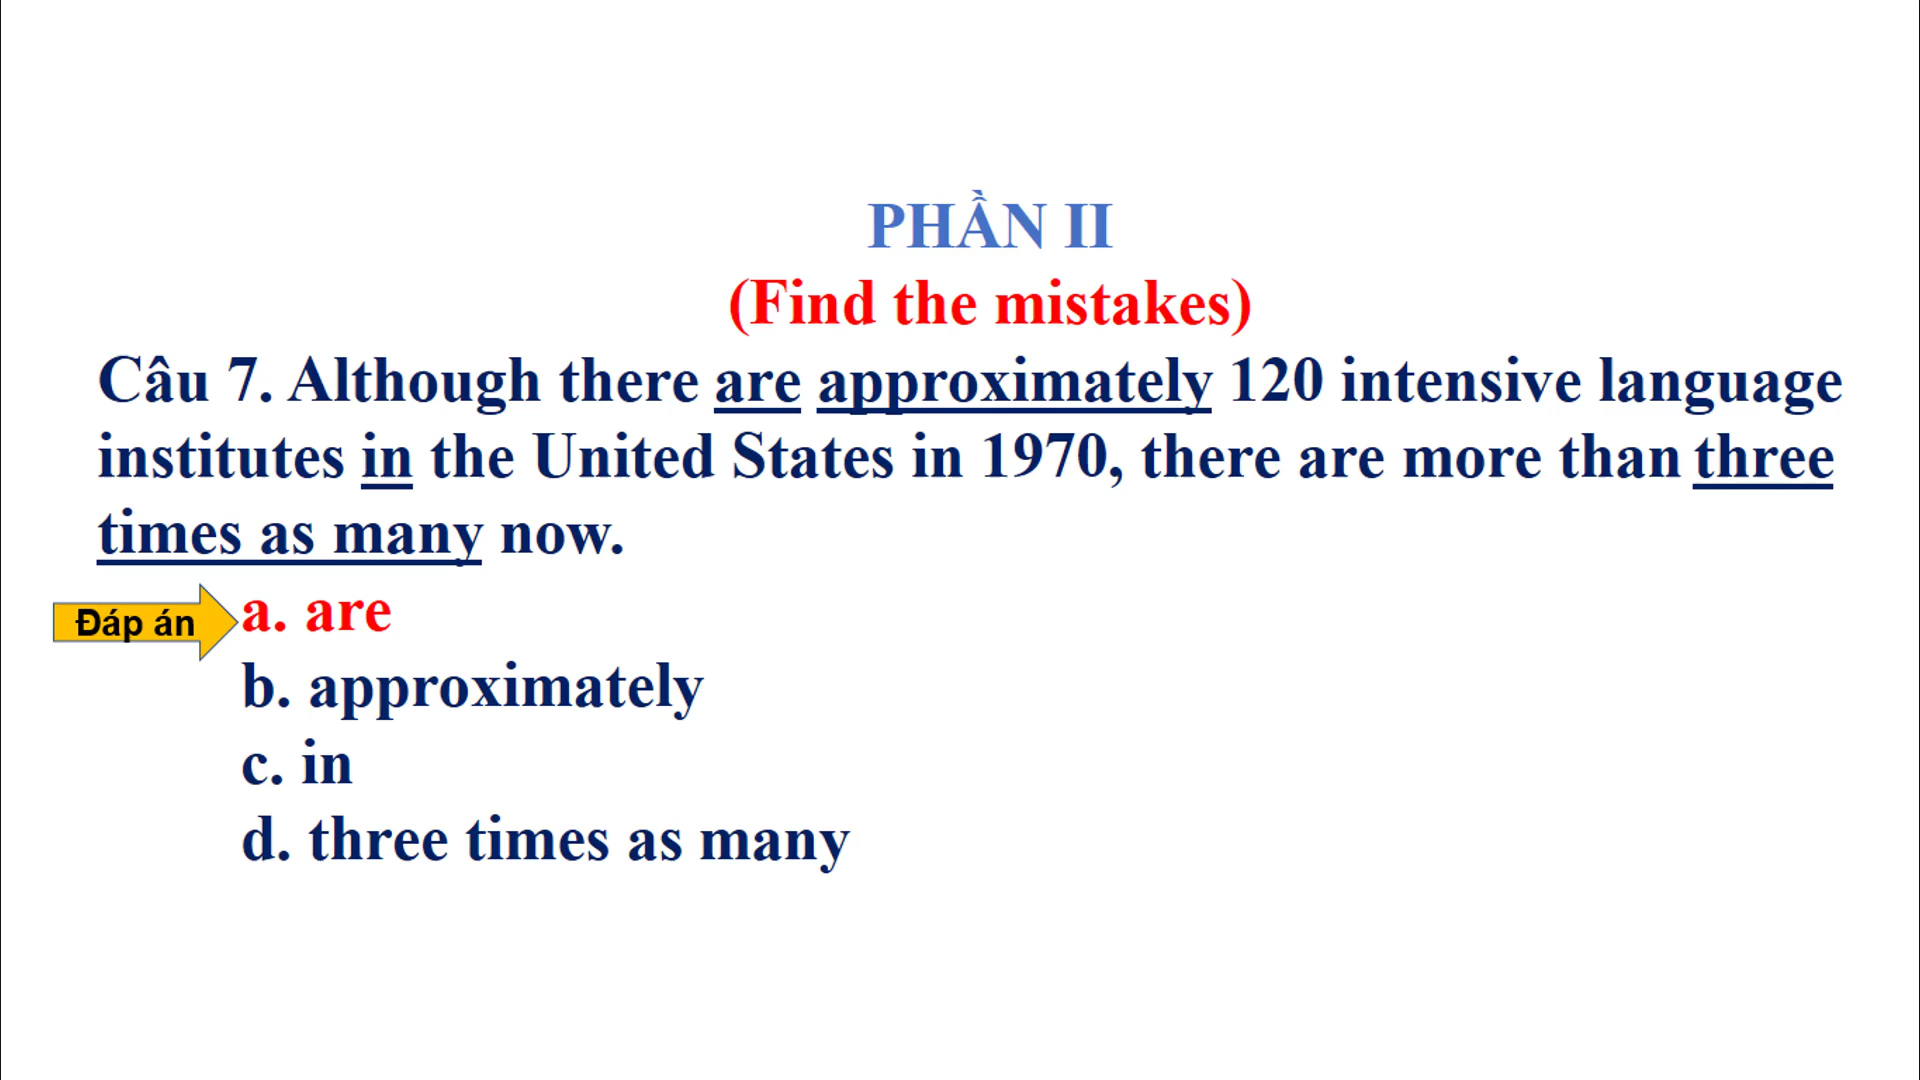 PHẦN II
(Find the mistakes)
Câu 7. Although there are approximately 120 intensive language
institutes in the United States in 1970, there are more than three
times as many now.
Đáp án
a. are
b. approximately
c. in
d. three times as many